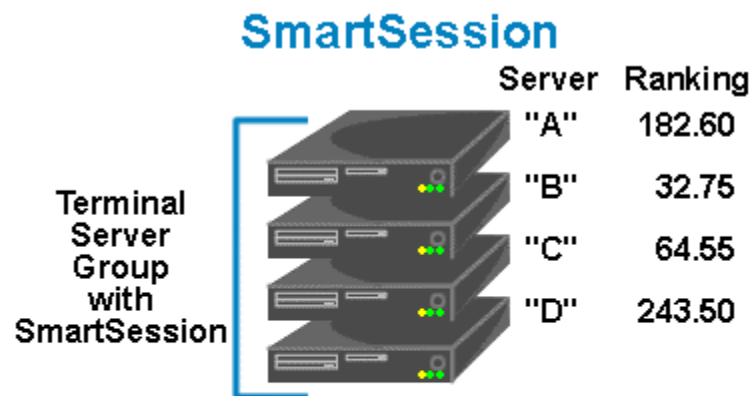 SmartSession
Server Ranking
"A" 182.60
"B" 32.75
"C" 64.55
"D" 243.50
Terminal
Server
Group
with
SmartSession